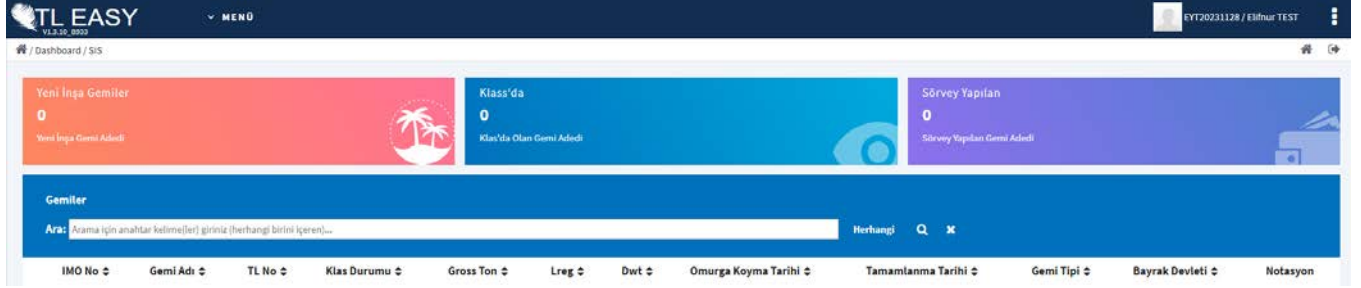 TL EASY
V1.3.10_B933
MENÜ
EYT20231128 / Elifnur TEST
/ Dashboard / SIS
Yeni İnşa Gemiler
0
Yeni İnşa Gemi Adedi
Klass'da
0
Klas'da Olan Gemi Adedi
Sörvey Yapılan
0
Sörvey Yapılan Gemi Adedi
Gemiler
Ara: Arama için anahtar kelime(ler) giriniz (herhangi birini içeren)... Herhangi
IMO No Gemi Adı TL No Klas Durumu Gross Ton Lreg Dwt Omurga Koyma Tarihi Tamamlanma Tarihi Gemi Tipi Bayrak Devleti Notasyon